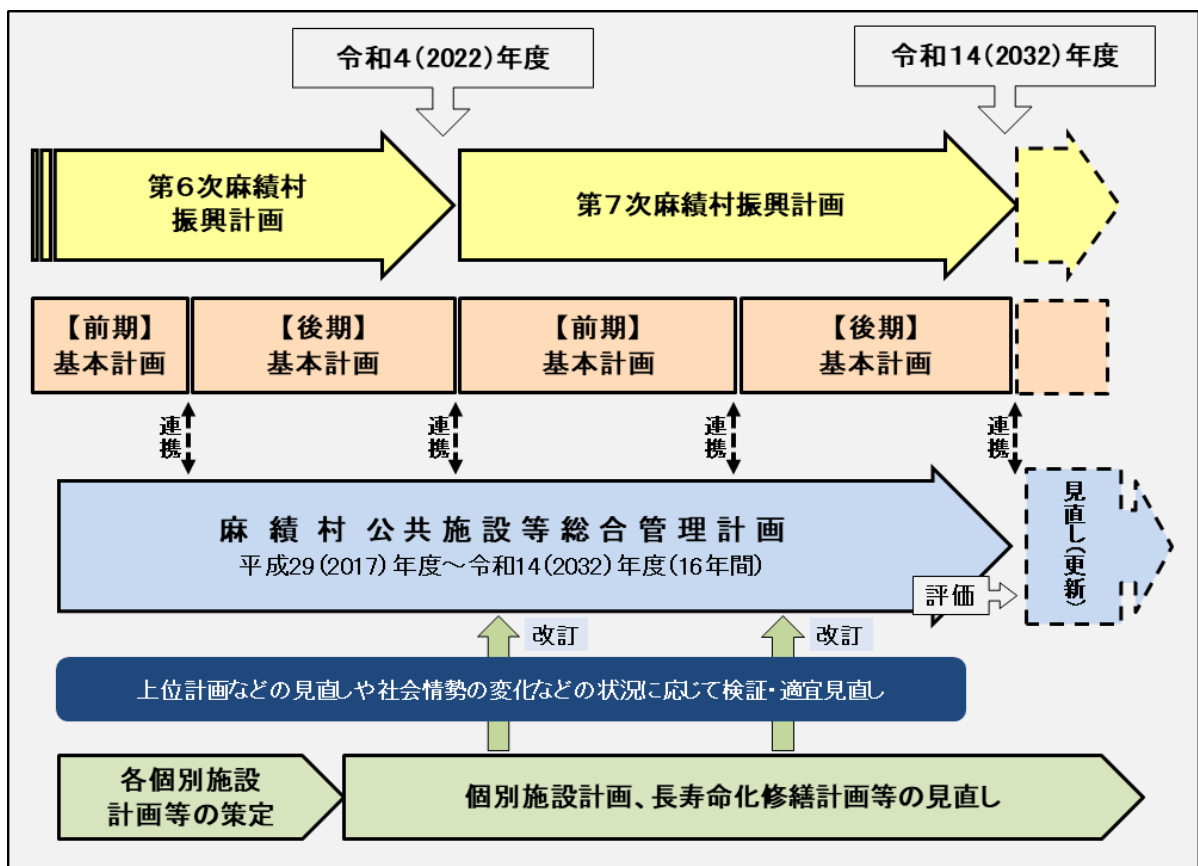 令和4(2022)年度
令和14(2032)年度
第6次麻績村
振興計画
第7次麻績村振興計画
【前期】
基本計画
【後期】
基本計画
【前期】
基本計画
【後期】
基本計画
連携
連携
連携
連携
麻績村公共施設等総合管理計画
平成29(2017)年度～令和14(2032)年度(16年間)
評価
見直し(更新)
改訂
改訂
上位計画などの見直しや社会情勢の変化などの状況に応じて検証・適宜見直し
各個別施設
計画等の策定
個別施設計画、長寿命化修繕計画等の見直し